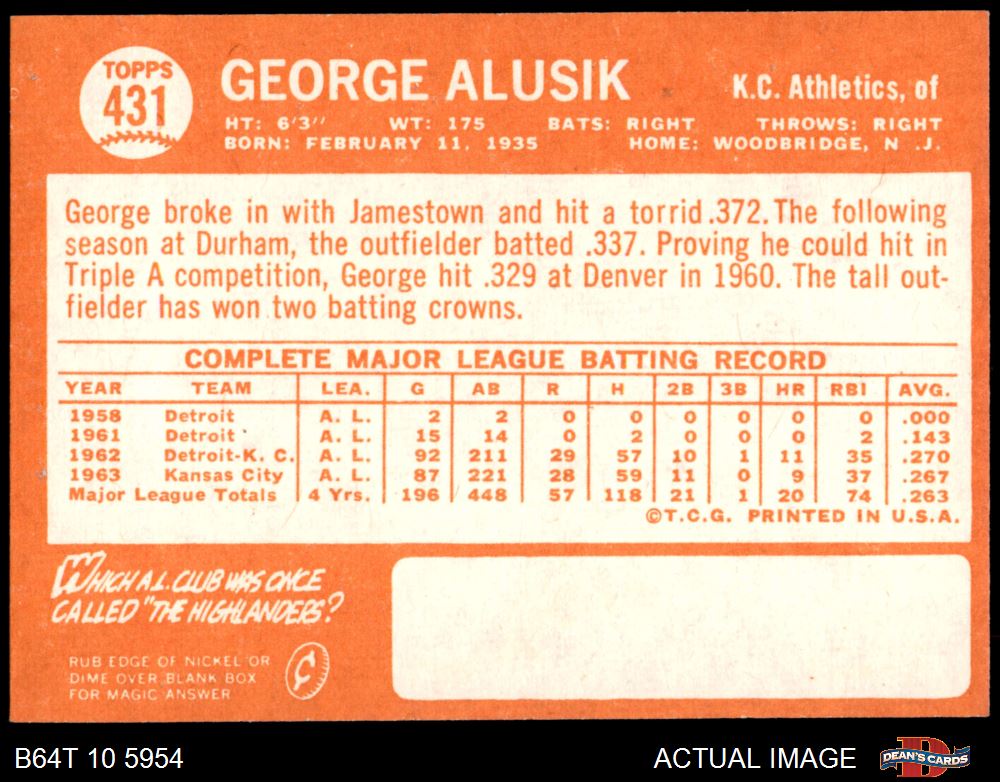 TOPPS
431
GEORGE ALUSIK
K.C. Athletics, of
HT: 6'3" WT: 175 BATS: RIGHT THROWS: RIGHT
BORN: FEBRUARY 11, 1935 HOME: WOODBRIDGE, N .J.
George broke in with Jamestown and hit a torrid .372. The following
season at Durham, the outfielder batted .337. Proving he could hit in
Triple A competition, George hit .329 at Denver in 1960. The tall out-
fielder has won two batting crowns.
COMPLETE MAJOR LEAGUE BATTING RECORD
YEAR TEAM LEA. G AB R H 2B 3B HR RBI AVG.
1958 Detroit A. L. 2 2 0 0 0 0 0 0 .000
1961 Detroit A. L. 15 14 0 2 0 0 0 2 .143
1962 Detroit-K. C. A. L. 92 211 29 57 10 1 11 35 .270
1963 Kansas City A. L. 87 221 28 59 11 0 9 37 .267
Major League Totals 4 Yrs. 196 448 57 118 21 1 20 74 .263
©T.C.G. PRINTED IN U.S.A.
WHICH A.L. CLUB WAS ONCE
CALLED "THE HIGHLANDERS?
RUB EDGE OF NICKEL OR
DIME OVER BLANK BOX
FOR MAGIC ANSWER
¢
B64T 10 5954
ACTUAL IMAGE
D
DEAN'S CARDS